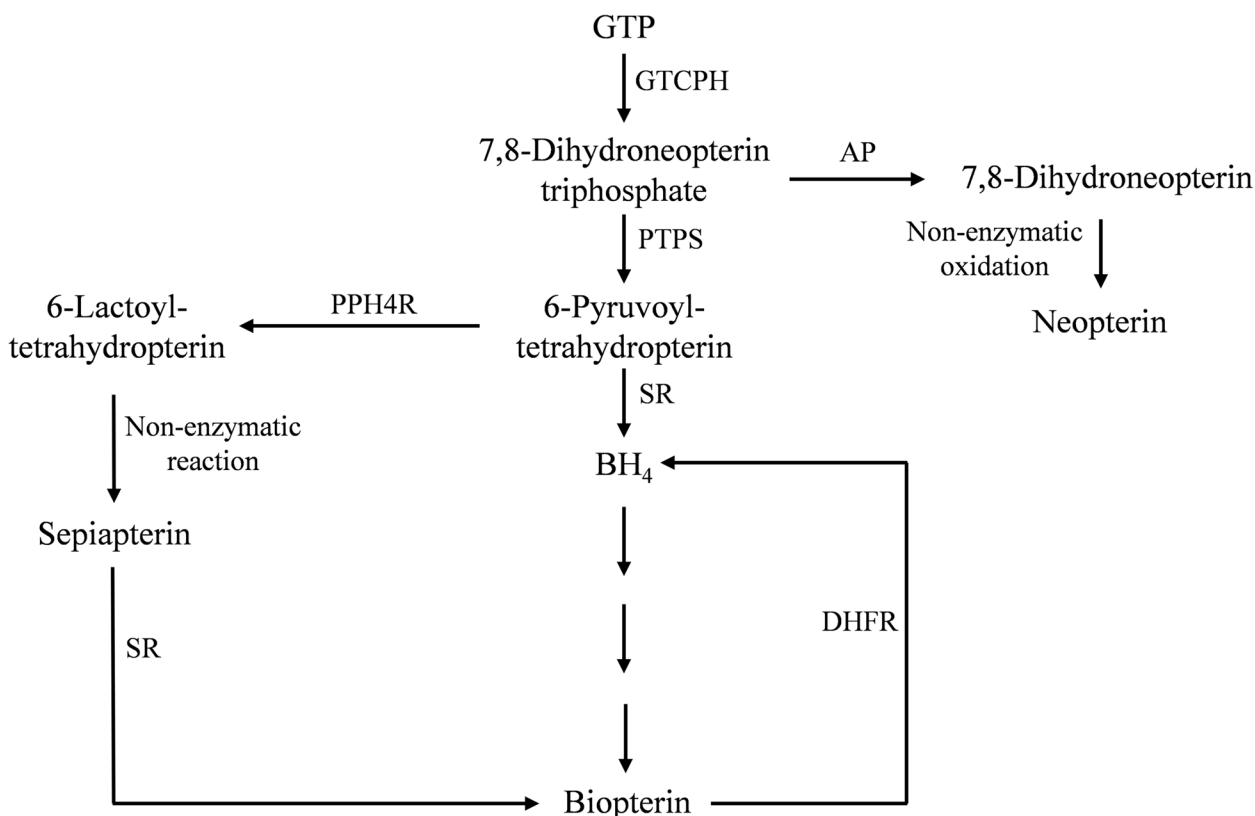 GTP
GTCPH
7,8-Dihydroneopterin
triphosphate
AP
7,8-Dihydroneopterin
PTPS
Non-enzymatic
oxidation
6-Lactoyl-
tetrahydropterin
PPH4R
6-Pyruvoyl-
tetrahydropterin
Neopterin
SR
Non-enzymatic
reaction
BH₄
Sepiapterin
SR
DHFR
Biopterin